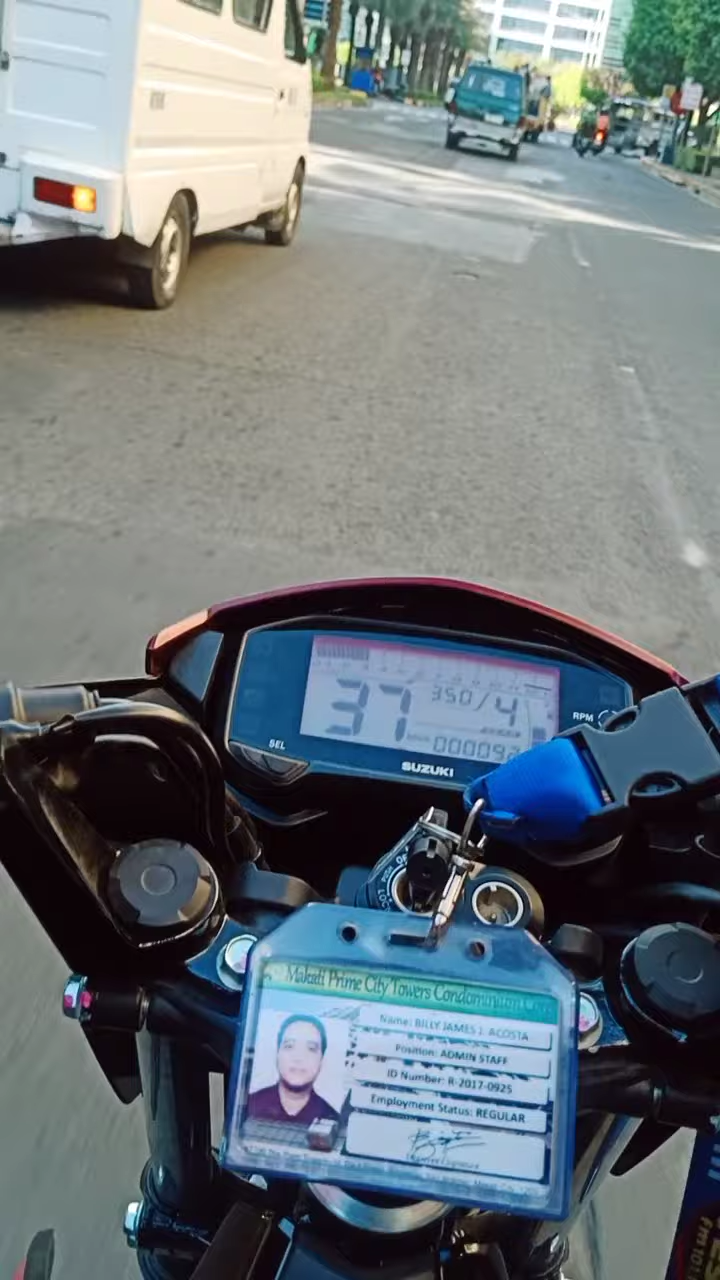 37
350/4
RPM
SEL
SUZUKI
LOCK
Makati Prime City Towers Condominium
Name: BILLY JAMES J. ACOSTA
Position: ADMIN STAFF
ID Number: R-2017-0925
Employment Status: REGULAR